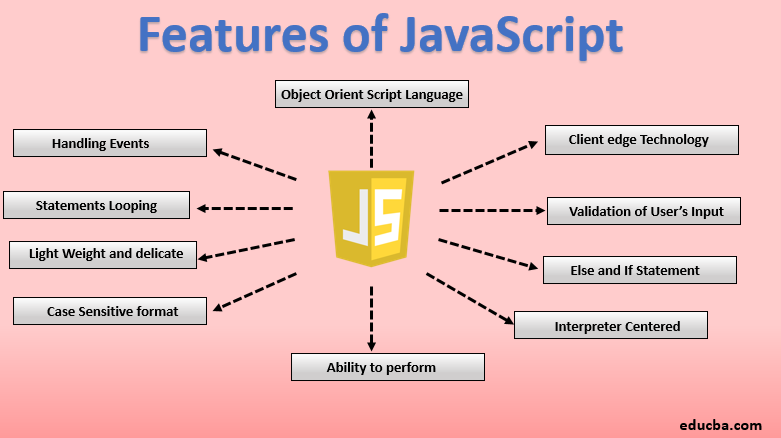 Features of JavaScript
Object Orient Script Language
Handling Events
Client edge Technology
Statements Looping
Validation of User's Input
Light Weight and delicate
Else and If Statement
Case Sensitive format
Interpreter Centered
Ability to perform
JS
educba.com